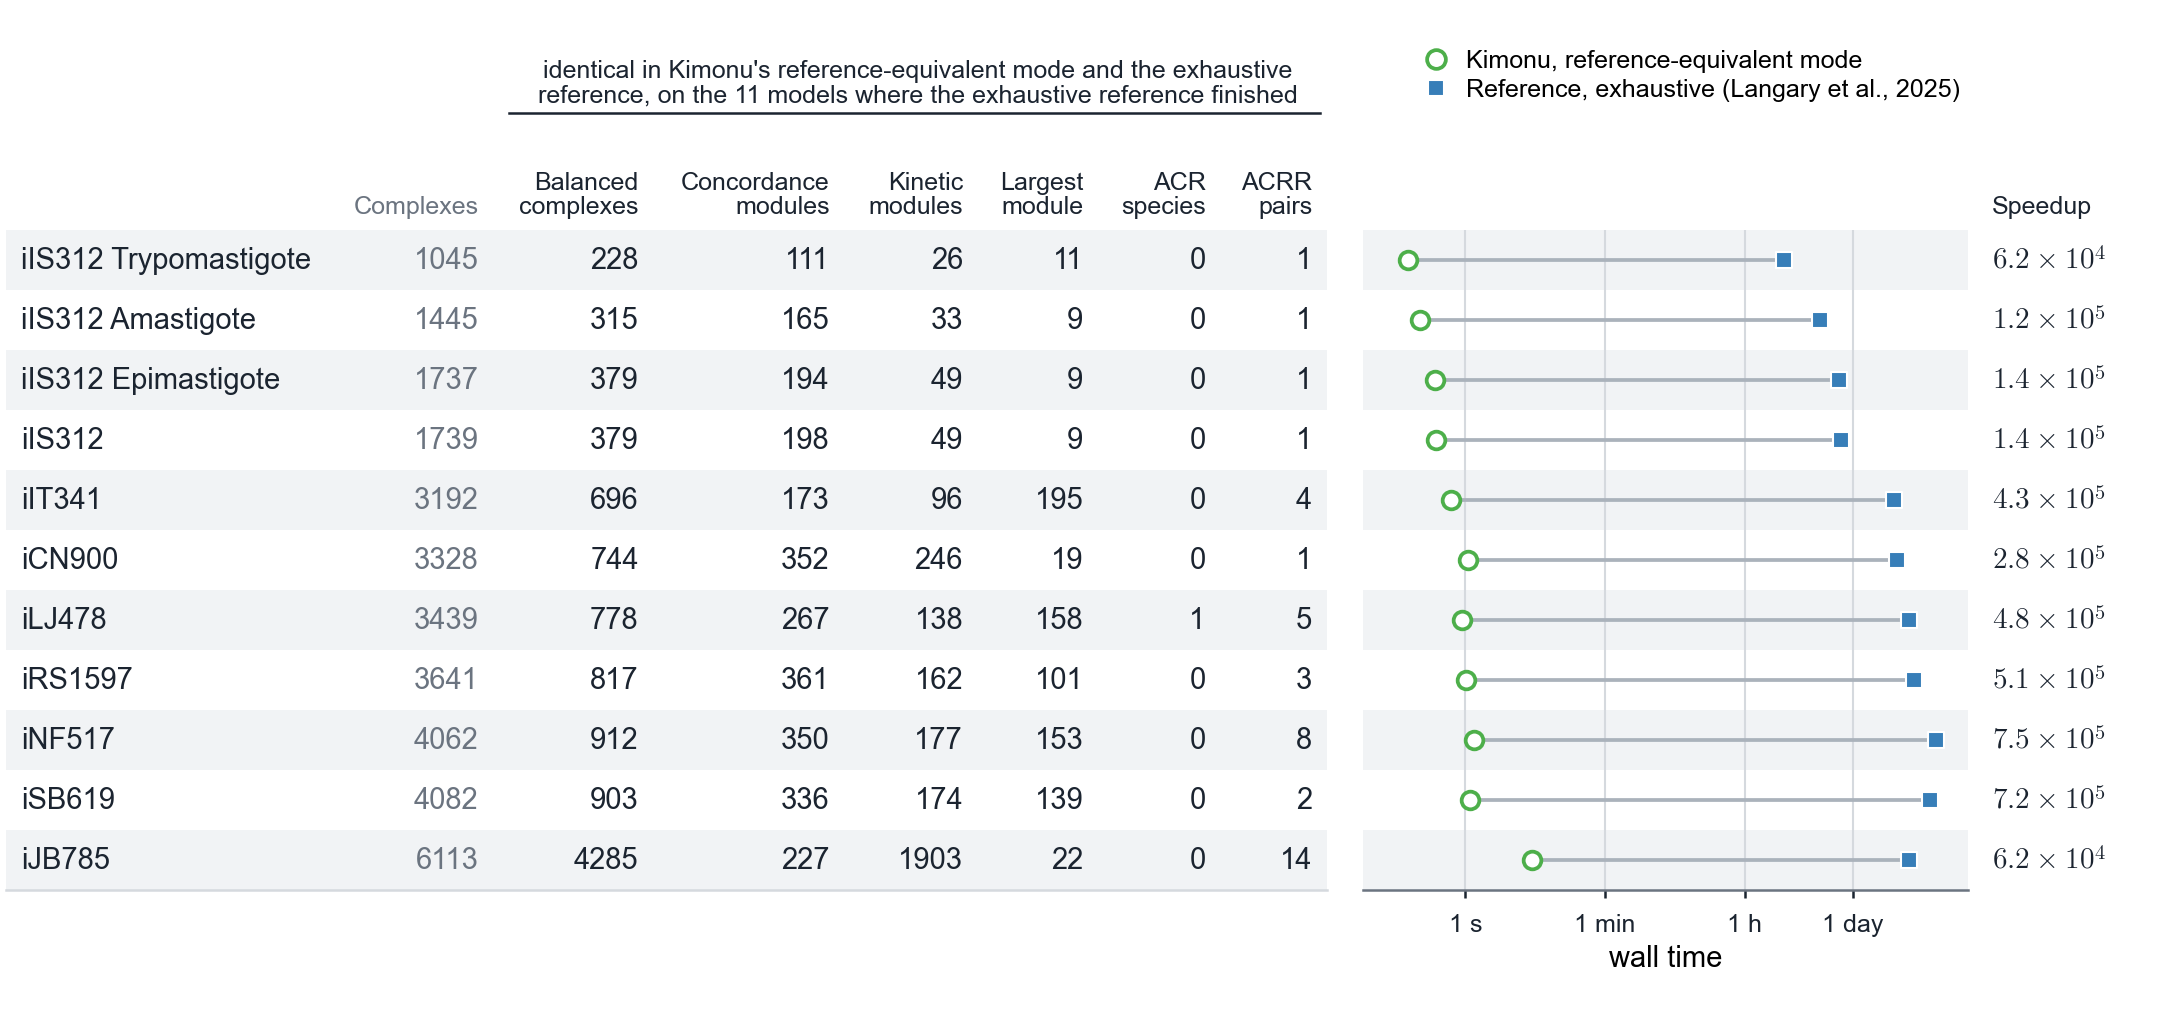 identical in Kimonu's reference-equivalent mode and the exhaustive
reference, on the 11 models where the exhaustive reference finished
Kimonu, reference-equivalent mode
Reference, exhaustive (Langary et al., 2025)
Complexes Balanced complexes Concordance modules Kinetic modules Largest module ACR species ACRR pairs Speedup
iIS312 Trypomastigote 1045 228 111 26 11 0 1 6.2 × 10⁴
iIS312 Amastigote 1445 315 165 33 9 0 1 1.2 × 10⁵
iIS312 Epimastigote 1737 379 194 49 9 0 1 1.4 × 10⁵
iIS312 1739 379 198 49 9 0 1 1.4 × 10⁵
iIT341 3192 696 173 96 195 0 4 4.3 × 10⁵
iCN900 3328 744 352 246 19 0 1 2.8 × 10⁵
iLJ478 3439 778 267 138 158 1 5 4.8 × 10⁵
iRS1597 3641 817 361 162 101 0 3 5.1 × 10⁵
iNF517 4062 912 350 177 153 0 8 7.5 × 10⁵
iSB619 4082 903 336 174 139 0 2 7.2 × 10⁵
iJB785 6113 4285 227 1903 22 0 14 6.2 × 10⁴
1 s 1 min 1 h 1 day
wall time